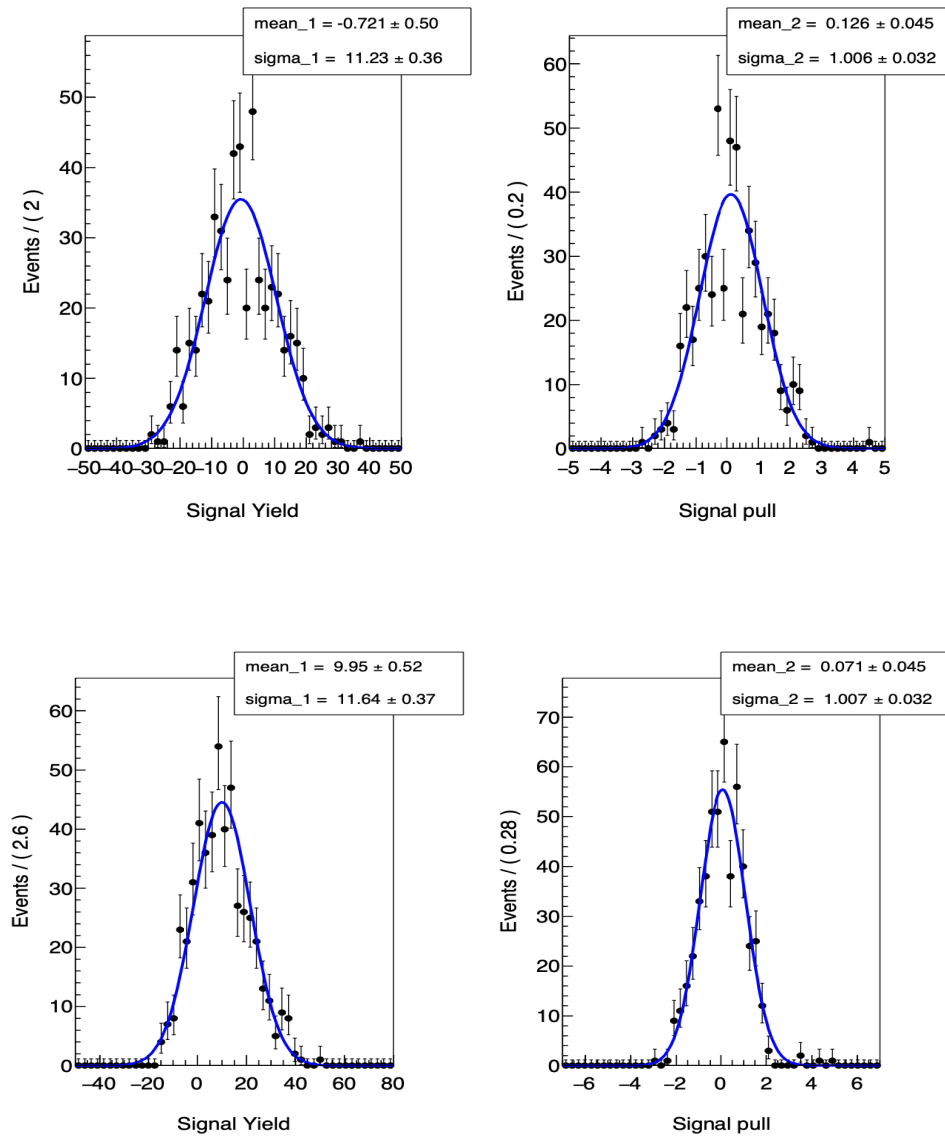 mean_1 = -0.721 ± 0.50
sigma_1 = 11.23 ± 0.36
Events / ( 2 )
50
40
30
20
10
0
−50 −40 −30 −20 −10 0 10 20 30 40 50
Signal Yield
mean_2 = 0.126 ± 0.045
sigma_2 = 1.006 ± 0.032
Events / ( 0.2 )
60
50
40
30
20
10
0
−5 −4 −3 −2 −1 0 1 2 3 4 5
Signal pull
mean_1 = 9.95 ± 0.52
sigma_1 = 11.64 ± 0.37
Events / ( 2.6 )
60
50
40
30
20
10
0
−40 −20 0 20 40 60 80
Signal Yield
mean_2 = 0.071 ± 0.045
sigma_2 = 1.007 ± 0.032
Events / ( 0.28 )
70
60
50
40
30
20
10
0
−6 −4 −2 0 2 4 6
Signal pull